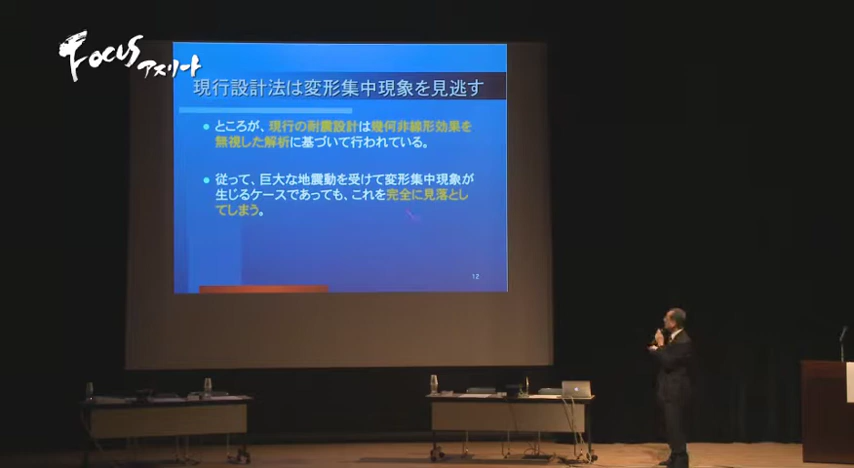 Focus
アスリート
現行設計法は変形集中現象を見逃す
ところが、現行の耐震設計は幾何非線形効果を
無視した解析に基づいて行われている。
従って、巨大な地震動を受けて変形集中現象が
生じるケースであっても、これを完全に見落とし
てしまう。
12